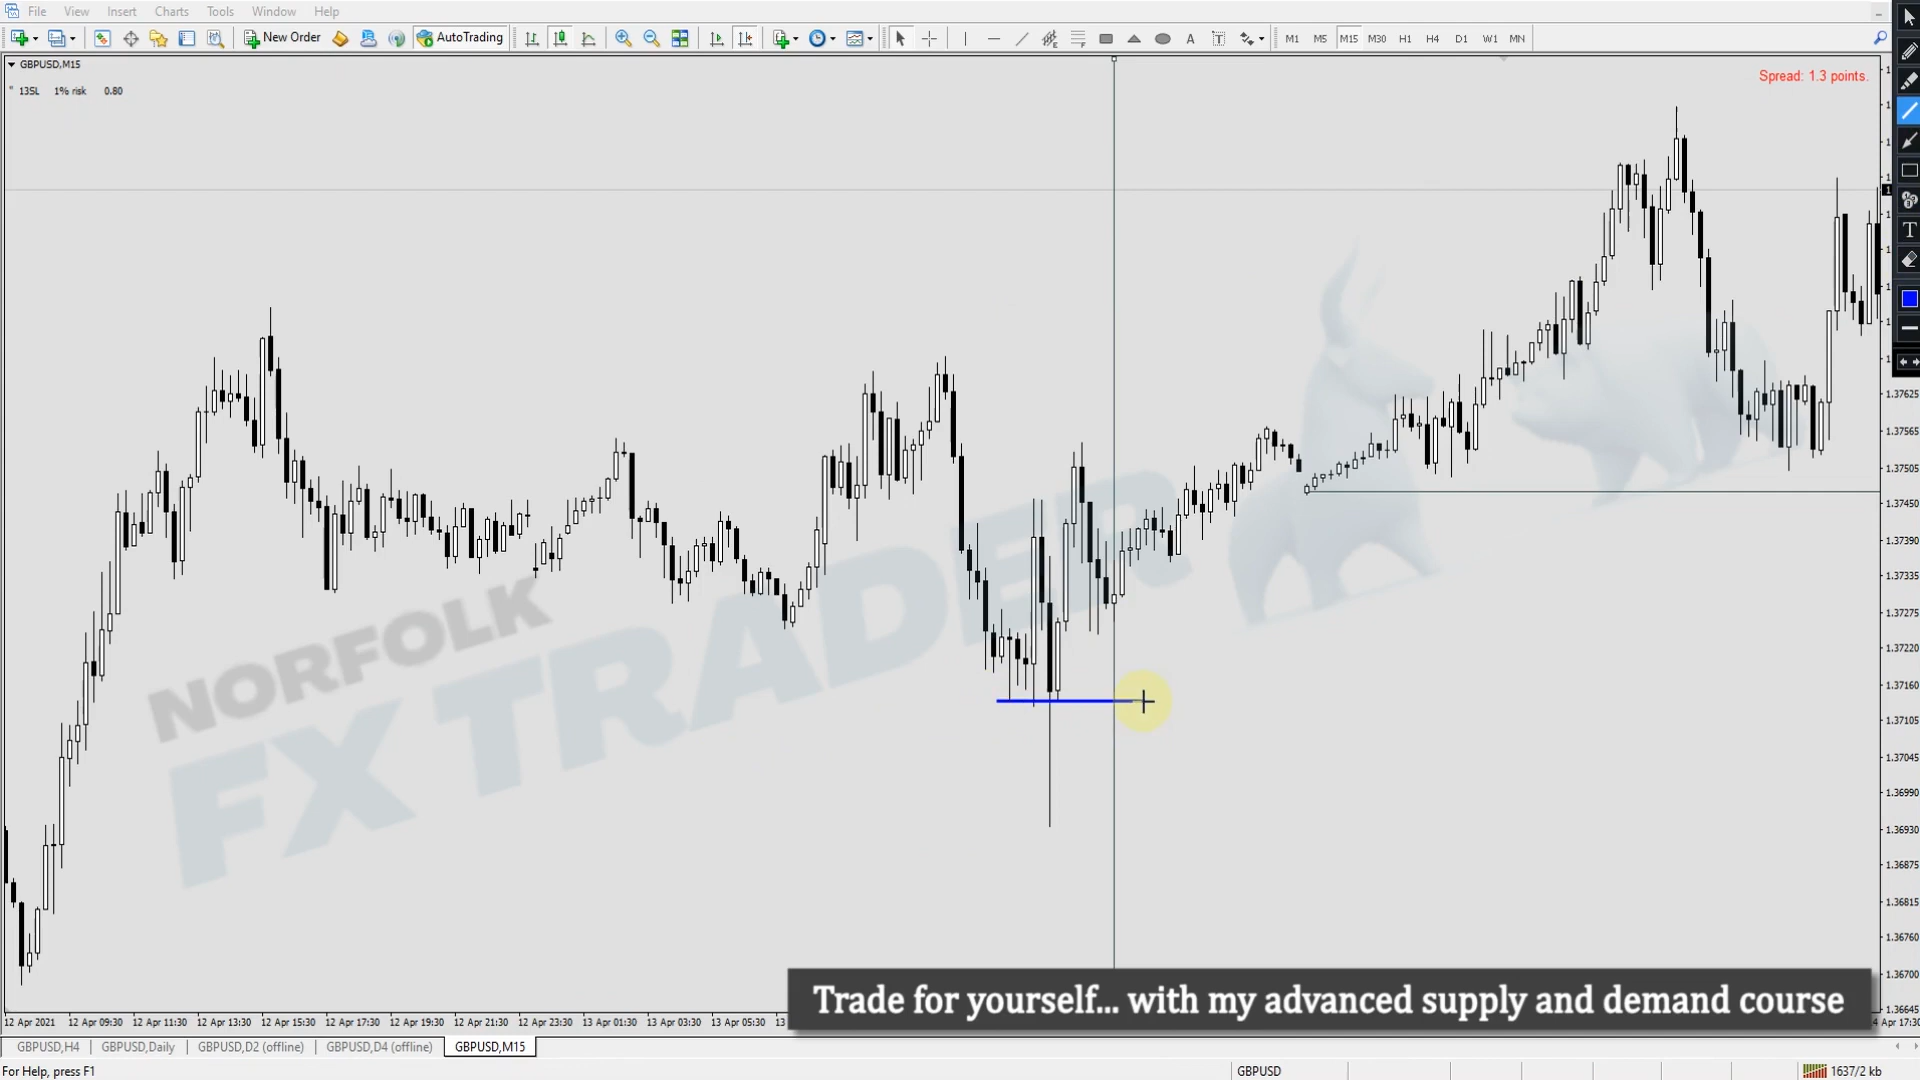 File View Insert Charts Tools Window Help
New Order AutoTrading A T M1 M5 M15 M30 H1 H4 D1 W1 MN
GBPUSD,M15
Spread: 1.3 points.
13SL 1% risk 0.80
T
1.37625
1.37565
1.37505
1.37450
1.37390
1.37335
1.37275
1.37220
1.37160
1.37105
1.37045
1.36990
1.36930
1.36875
1.36815
1.36760
1.36700
1.36645
NORFOLK
FX TRADER
Trade for yourself... with my advanced supply and demand course
12 Apr 2021 12 Apr 09:30 12 Apr 11:30 12 Apr 13:30 12 Apr 15:30 12 Apr 17:30 12 Apr 19:30 12 Apr 21:30 12 Apr 23:30 13 Apr 01:30 13 Apr 03:30 13 Apr 05:30 13 Apr 17:30
GBPUSD,H4 GBPUSD,Daily GBPUSD,D2 (offline) GBPUSD,D4 (offline) GBPUSD,M15
For Help, press F1 GBPUSD 1637/2 kb